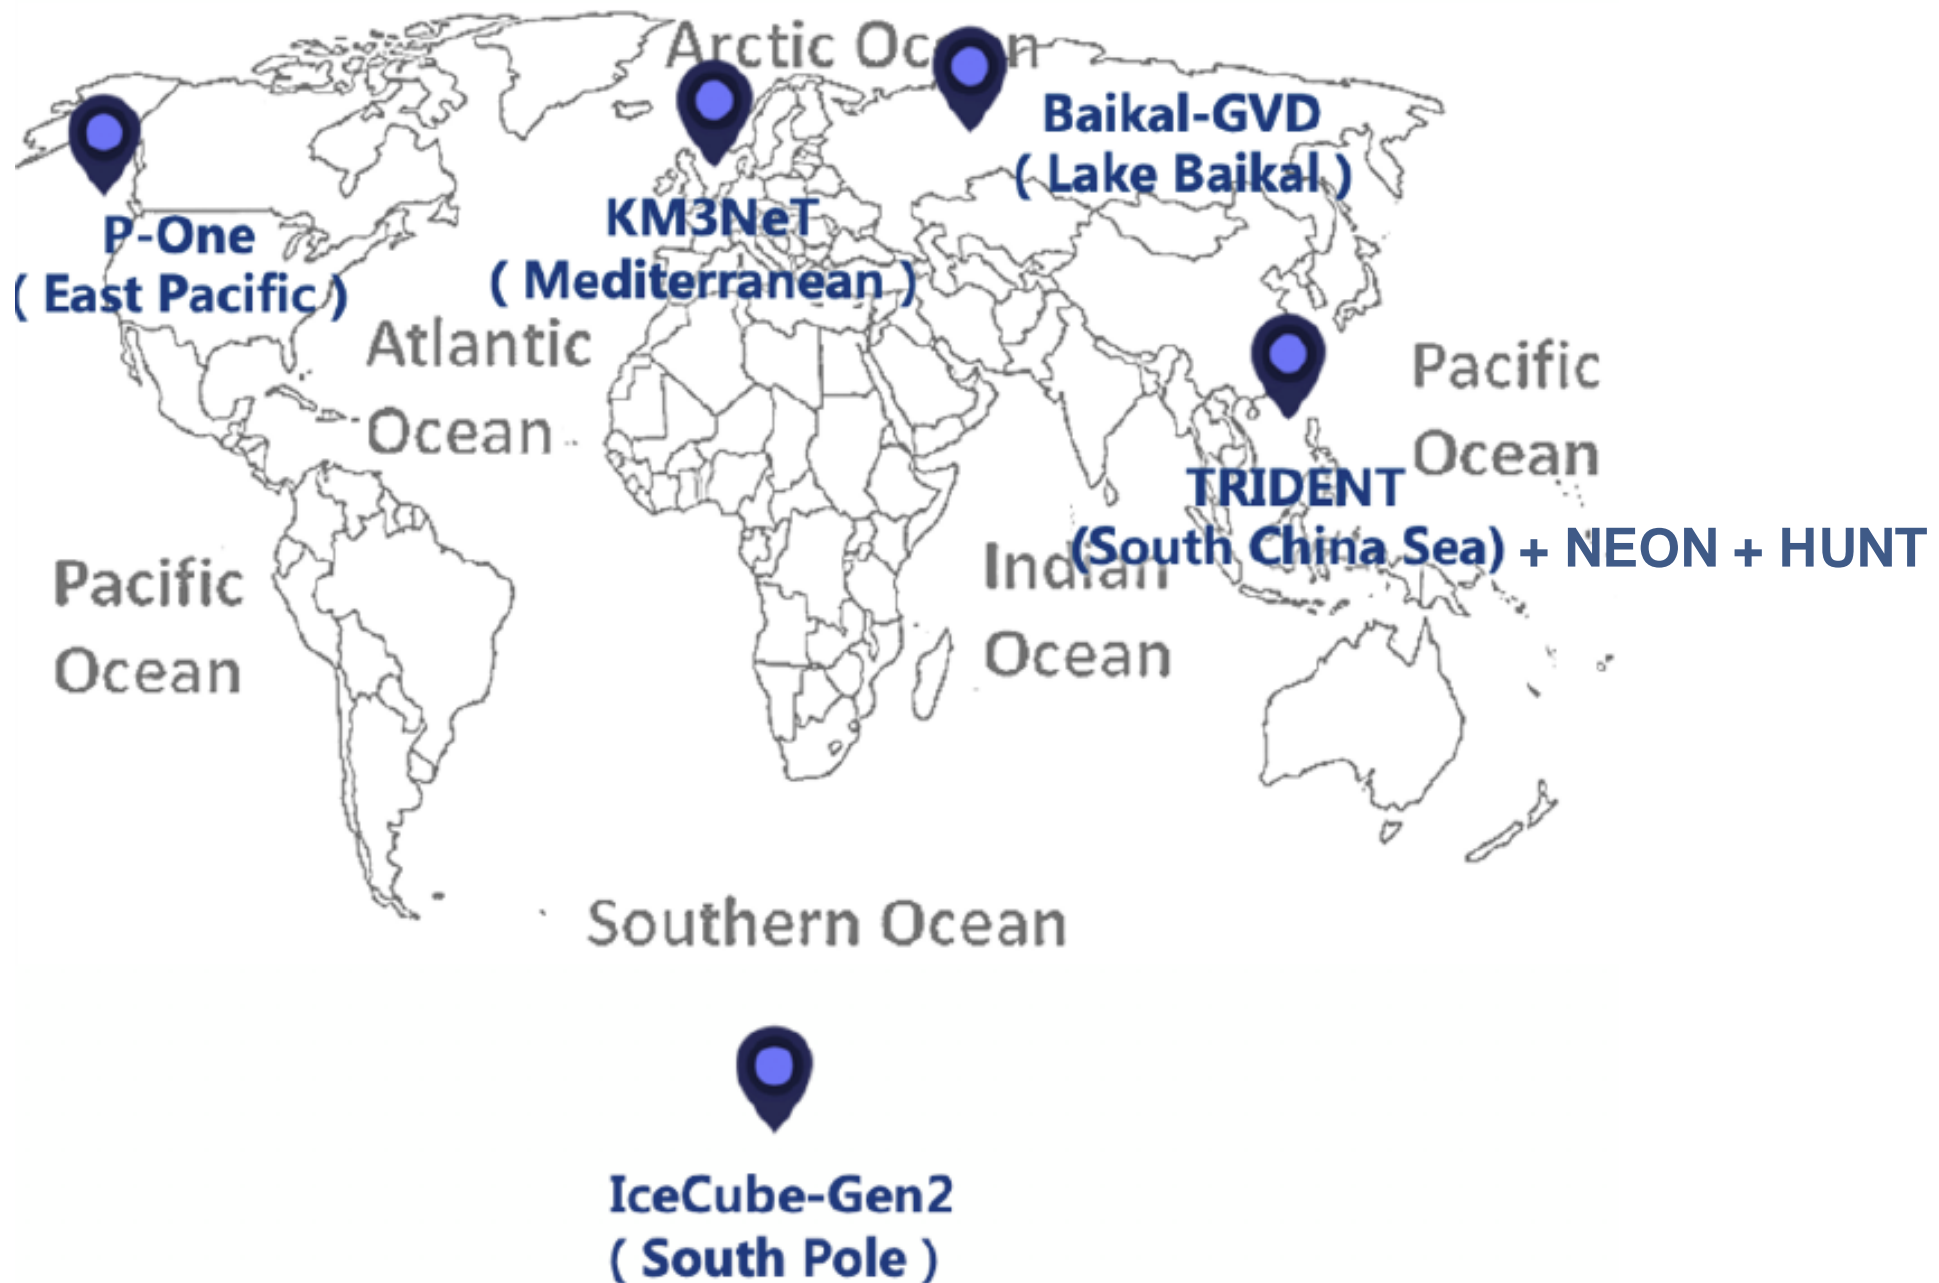 Arctic Ocean
Baikal-GVD
( Lake Baikal )
KM3NeT
( Mediterranean )
P-One
( East Pacific )
Atlantic
Ocean
Pacific
Ocean
TRIDENT
(South China Sea) + NEON + HUNT
Indian
Ocean
Pacific
Ocean
Southern Ocean
IceCube-Gen2
( South Pole )